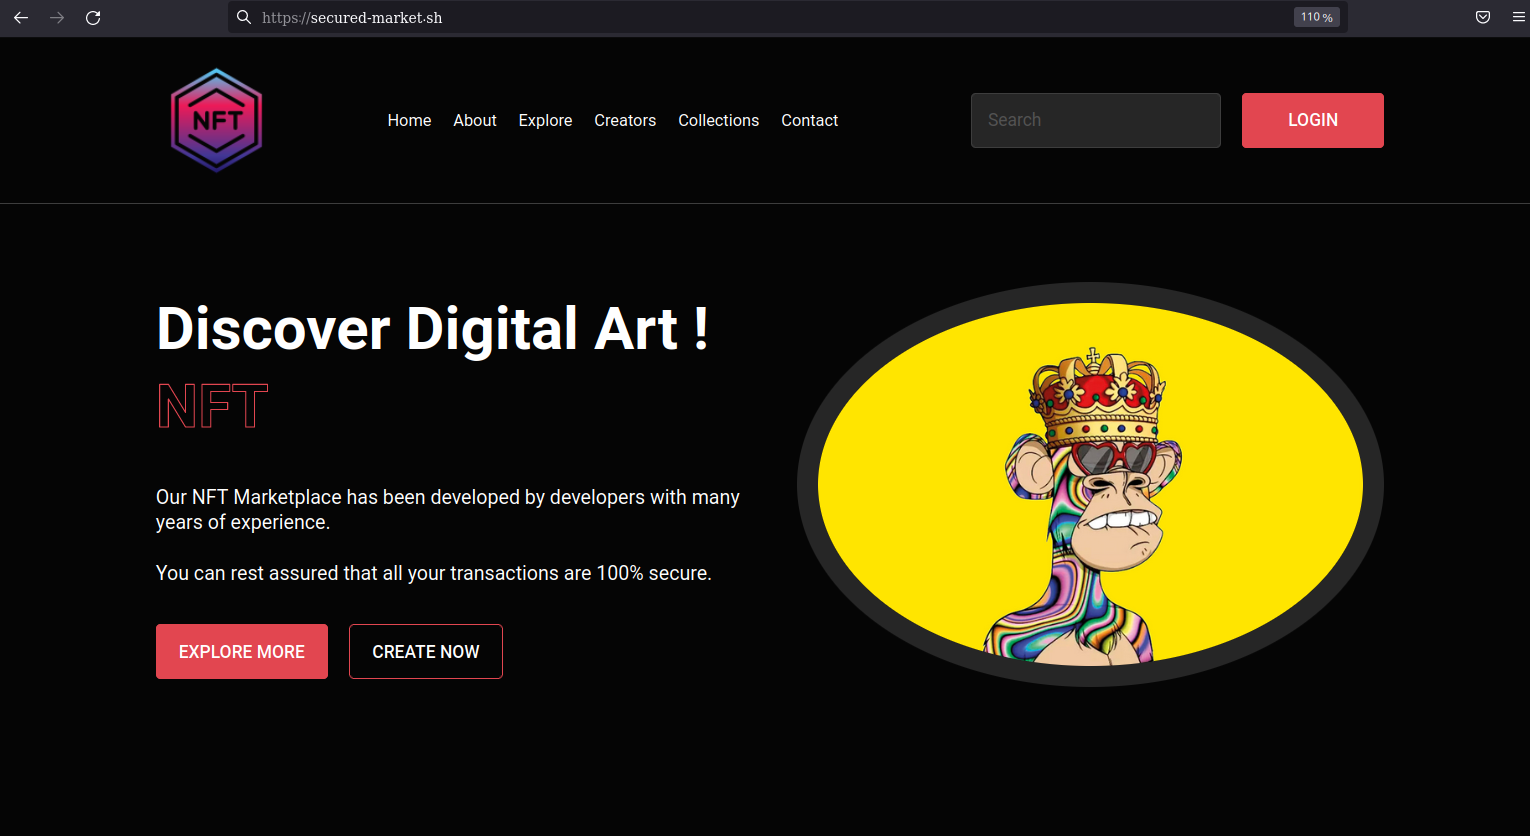 https://secured-market.sh
110 %
NFT
Home About Explore Creators Collections Contact
Search
LOGIN
Discover Digital Art !
NFT
Our NFT Marketplace has been developed by developers with many
years of experience.
You can rest assured that all your transactions are 100% secure.
EXPLORE MORE
CREATE NOW